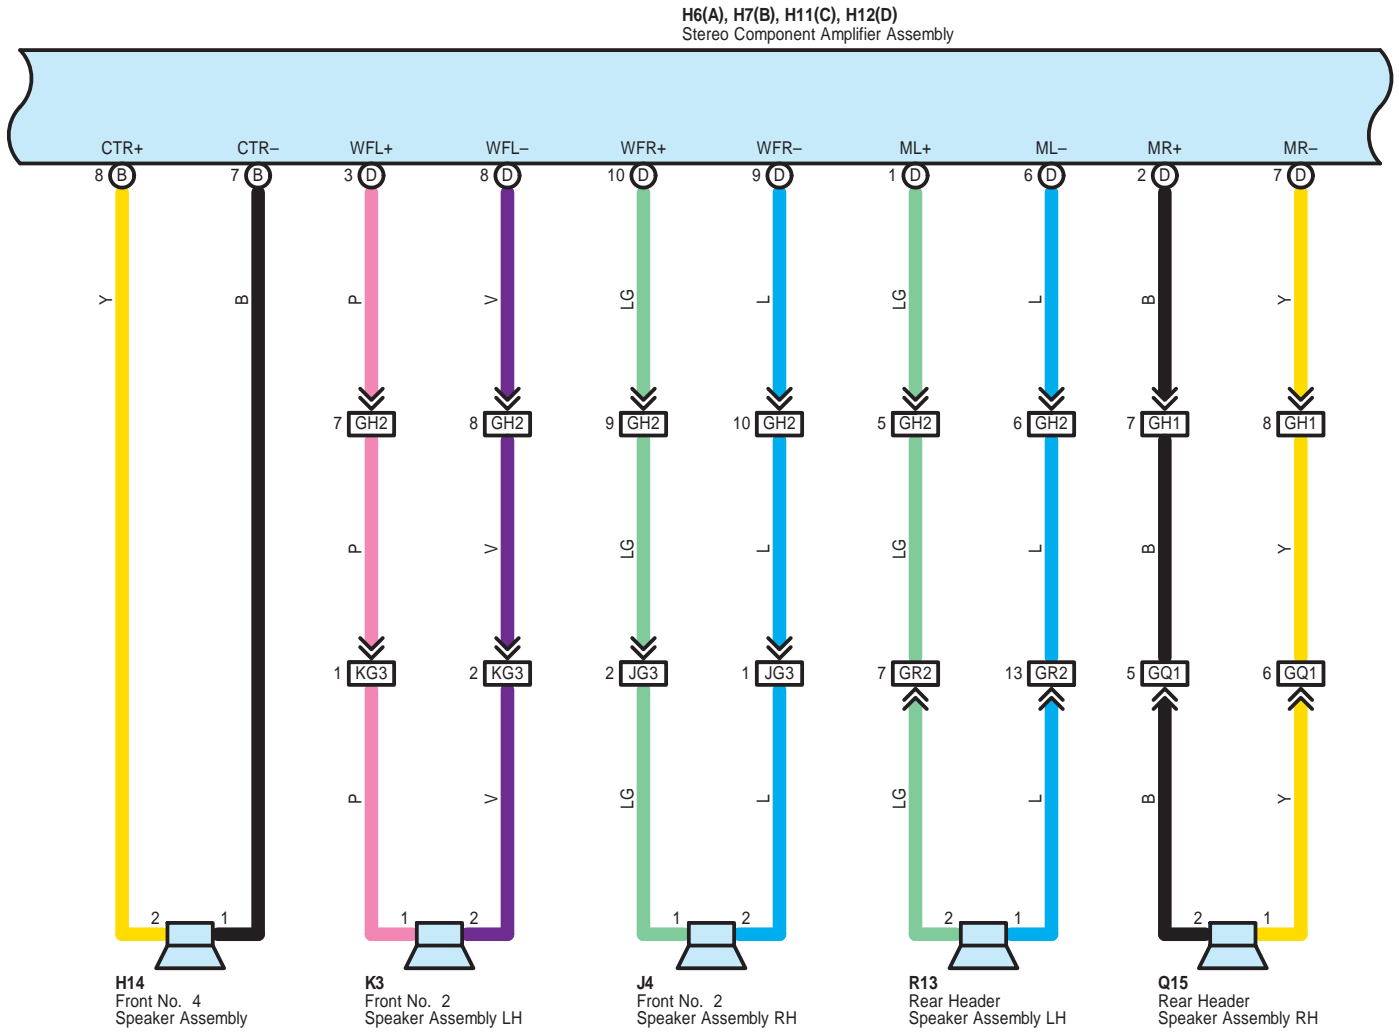 H6(A), H7(B), H11(C), H12(D)
Stereo Component Amplifier Assembly
CTR+ CTR– WFL+ WFL– WFR+ WFR– ML+ ML– MR+ MR–
8 B 7 B 3 D 8 D 10 D 9 D 1 D 6 D 2 D 7 D
Y B P V LG L LG L B Y
7 GH2 8 GH2 9 GH2 10 GH2 5 GH2 6 GH2 7 GH1 8 GH1
P V LG L LG L B Y
1 KG3 2 KG3 2 JG3 1 JG3 7 GR2 13 GR2 5 GQ1 6 GQ1
P V LG L LG L B Y
2 1 1 2 1 2 2 1 2 1
H14
Front No. 4
Speaker Assembly
K3
Front No. 2
Speaker Assembly LH
J4
Front No. 2
Speaker Assembly RH
R13
Rear Header
Speaker Assembly LH
Q15
Rear Header
Speaker Assembly RH